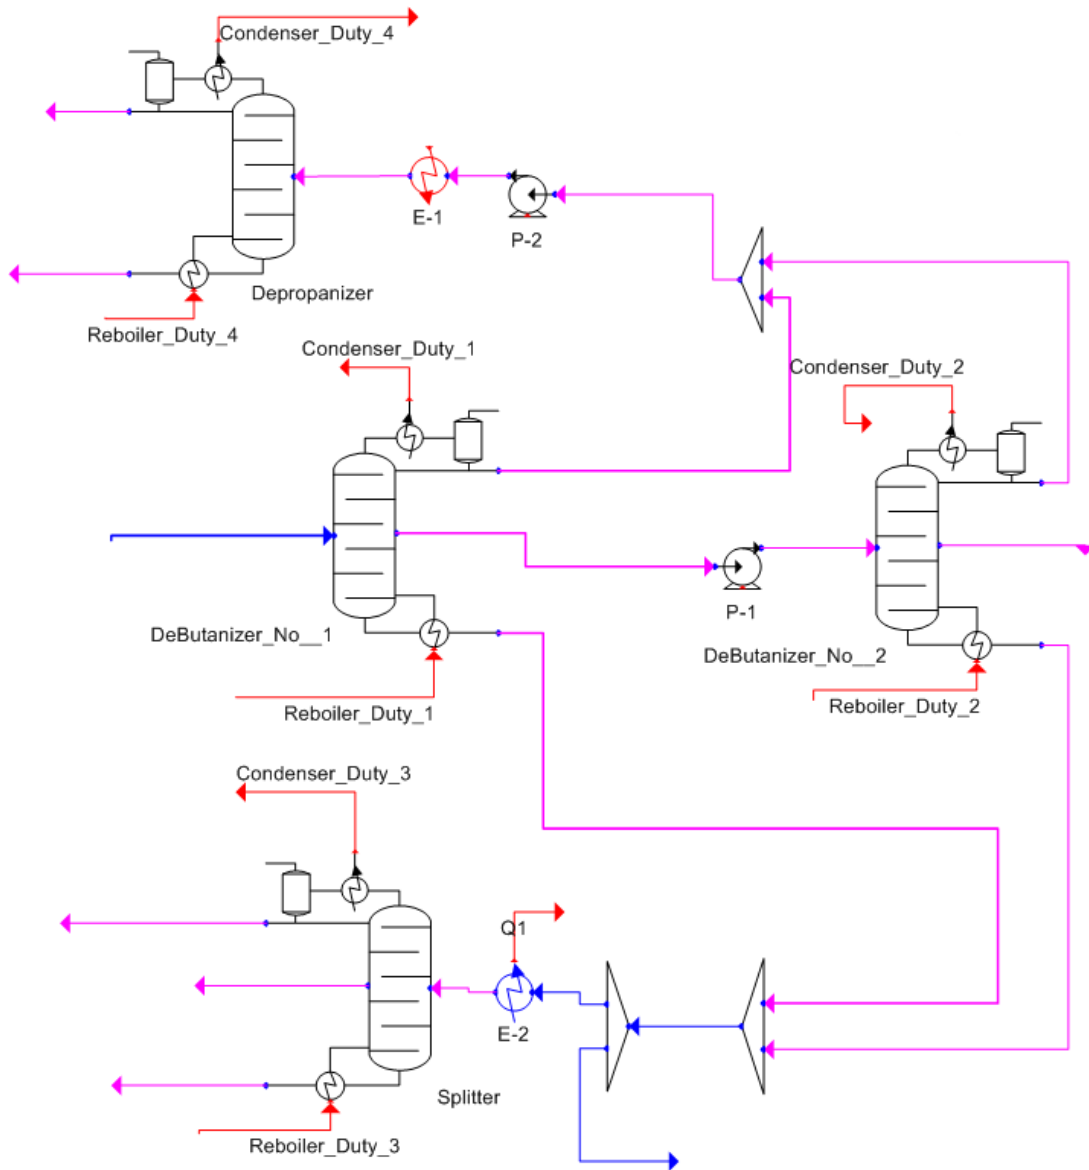 Condenser_Duty_4
E-1
P-2
Depropanizer
Reboiler_Duty_4
Condenser_Duty_1
Condenser_Duty_2
P-1
DeButanizer_No__1
DeButanizer_No__2
Reboiler_Duty_1
Reboiler_Duty_2
Condenser_Duty_3
Q1
E-2
Splitter
Reboiler_Duty_3